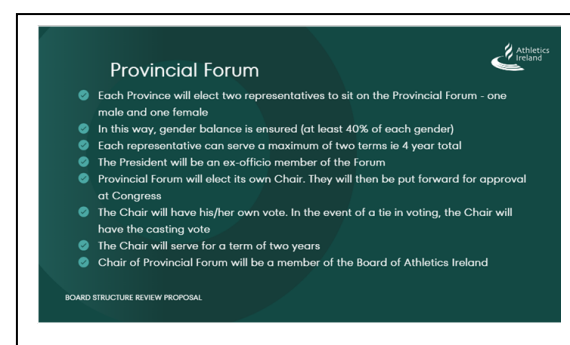 Athletics
Ireland
Provincial Forum
Each Province will elect two representatives to sit on the Provincial Forum - one
male and one female
In this way, gender balance is ensured (at least 40% of each gender)
Each representative can serve a maximum of two terms ie 4 year total
The President will be an ex-officio member of the Forum
Provincial Forum will elect its own Chair. They will then be put forward for approval
at Congress
The Chair will have his/her own vote. In the event of a tie in voting, the Chair will
have the casting vote
The Chair will serve for a term of two years
Chair of Provincial Forum will be a member of the Board of Athletics Ireland
BOARD STRUCTURE REVIEW PROPOSAL